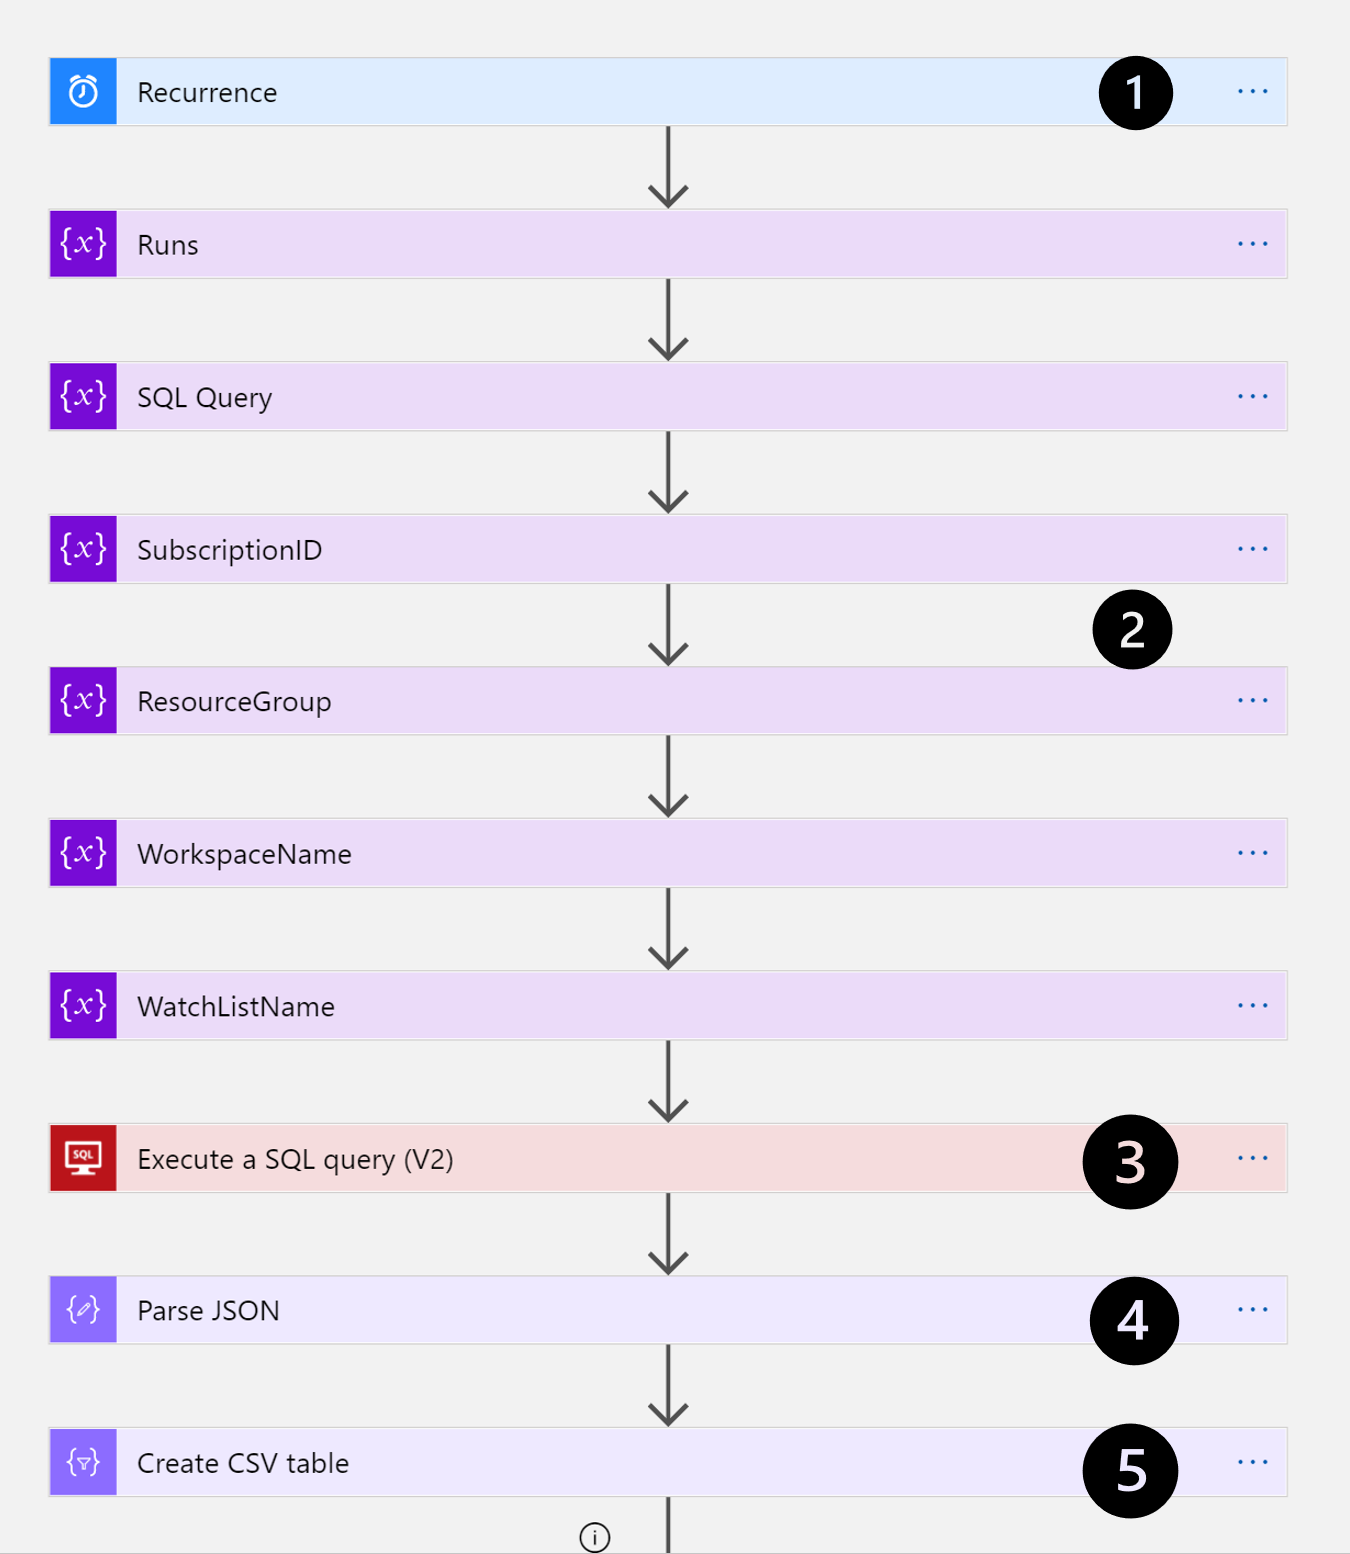 Recurrence 1 ...
{x} Runs ...
{x} SQL Query ...
{x} SubscriptionID ...
2
{x} ResourceGroup ...
{x} WorkspaceName ...
{x} WatchListName ...
SQL Execute a SQL query (V2) 3 ...
Parse JSON 4 ...
Create CSV table 5 ...